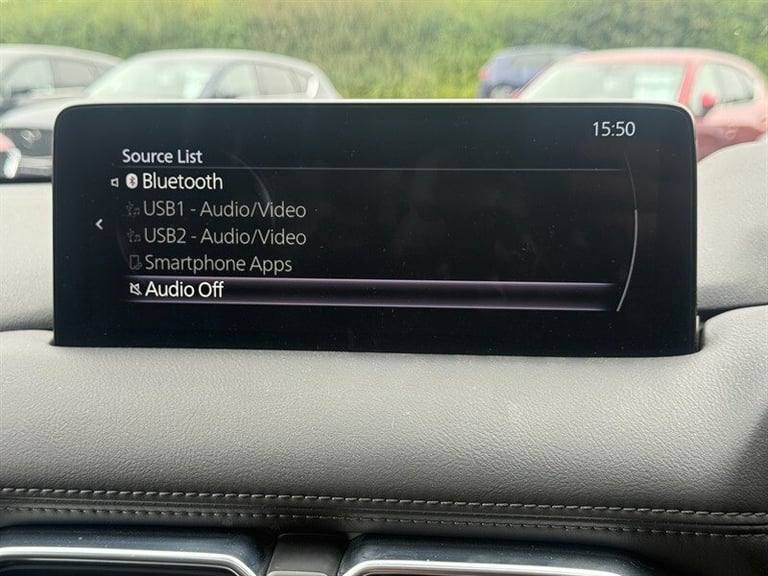 15:50
Source List
Bluetooth
USB1 - Audio/Video
USB2 - Audio/Video
Smartphone Apps
Audio Off